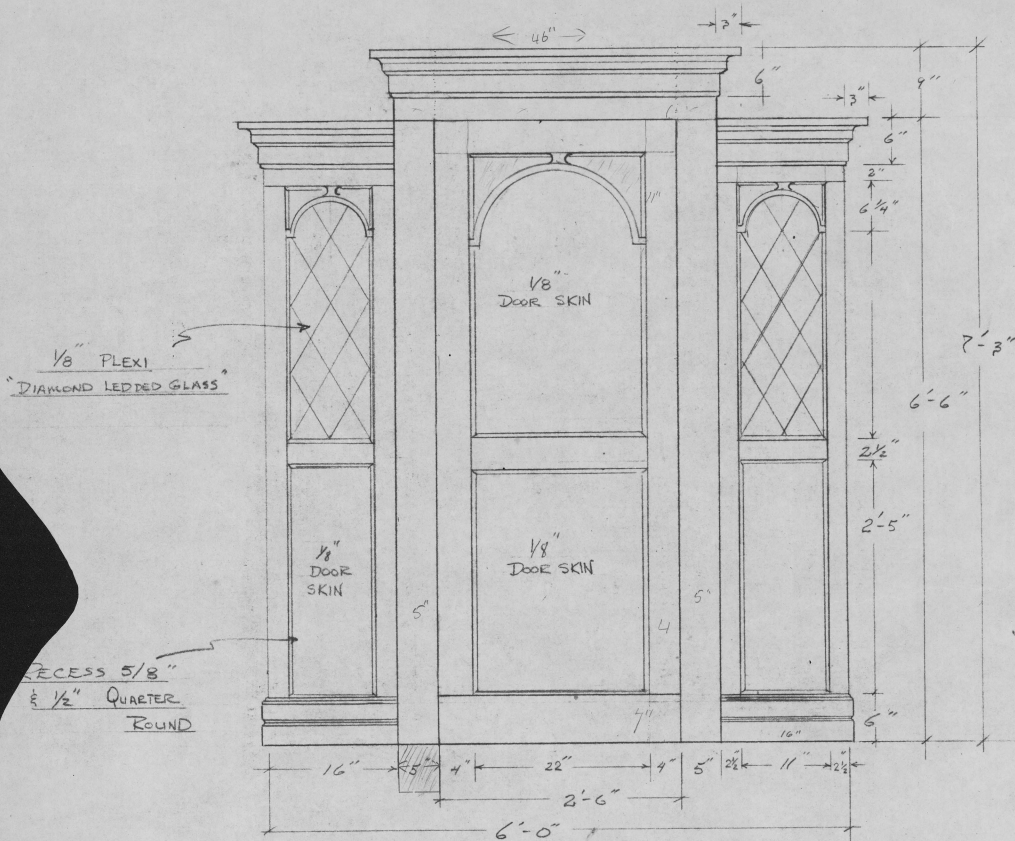 46"
3"
6"
9"
3"
6"
2"
6 1/4"
11"
1/8"
DOOR SKIN
7'-3"
1/8" PLEXI
"DIAMOND LEDDED GLASS"
6'-6"
2 1/2"
2'-5"
1/8"
DOOR
SKIN
1/8"
DOOR SKIN
5"
4
5"
RECESS 5/8"
& 1/2" QUARTER
ROUND
7"
6"
16"
16" 5" 4" 22" 4" 5" 2 1/2 11" 2 1/2"
2'-6"
6'-0"